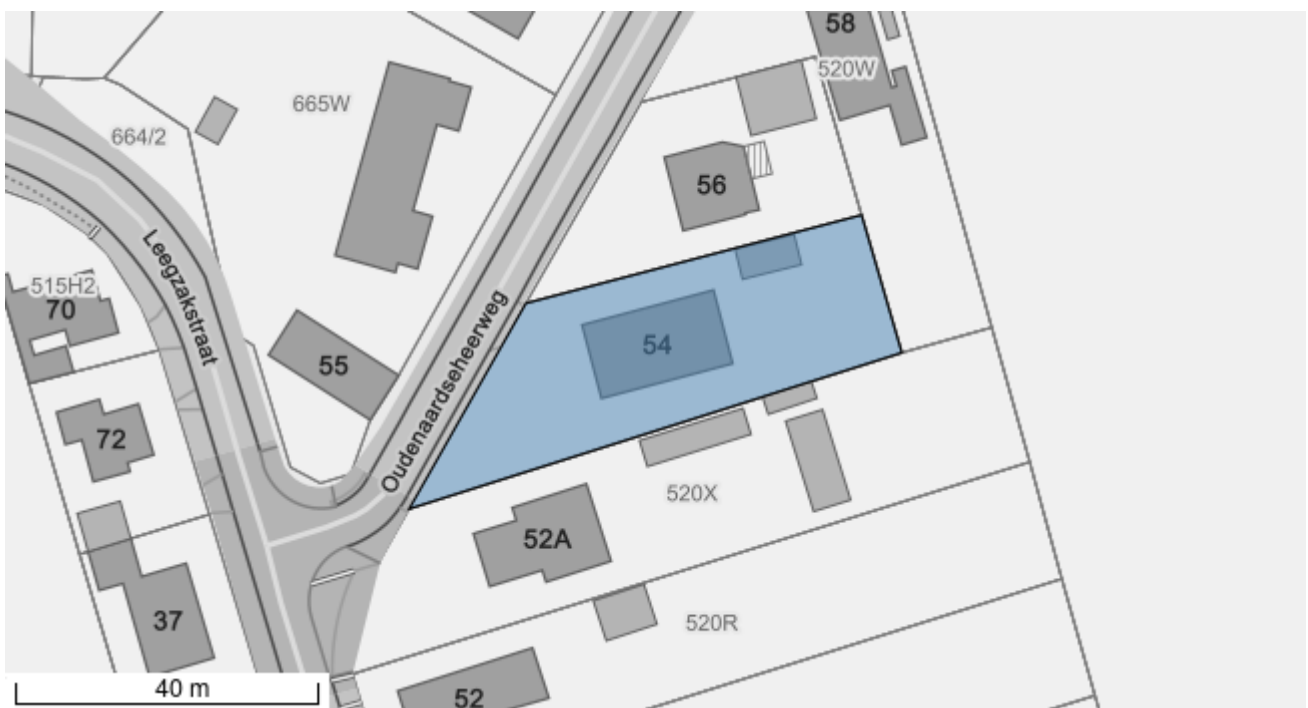 58
520W
665W
664/2
56
Leegzakstraat
515H2
70
Oudenaardseheerweg
54
55
72
520X
52A
37
520R
40 m
52